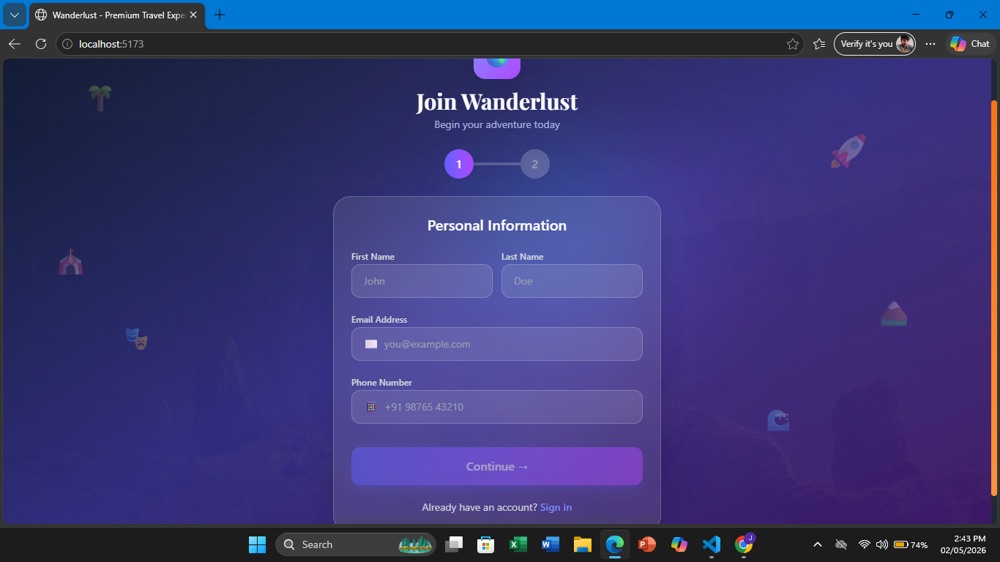 Wanderlust - Premium Travel Expe
localhost:5173
Verify it's you
Chat
Join Wanderlust
Begin your adventure today
1
2
Personal Information
First Name
Last Name
John
Doe
Email Address
you@example.com
Phone Number
+91 98765 43210
Continue →
Already have an account? Sign in
Search
J
74%
2:43 PM
02/05/2026